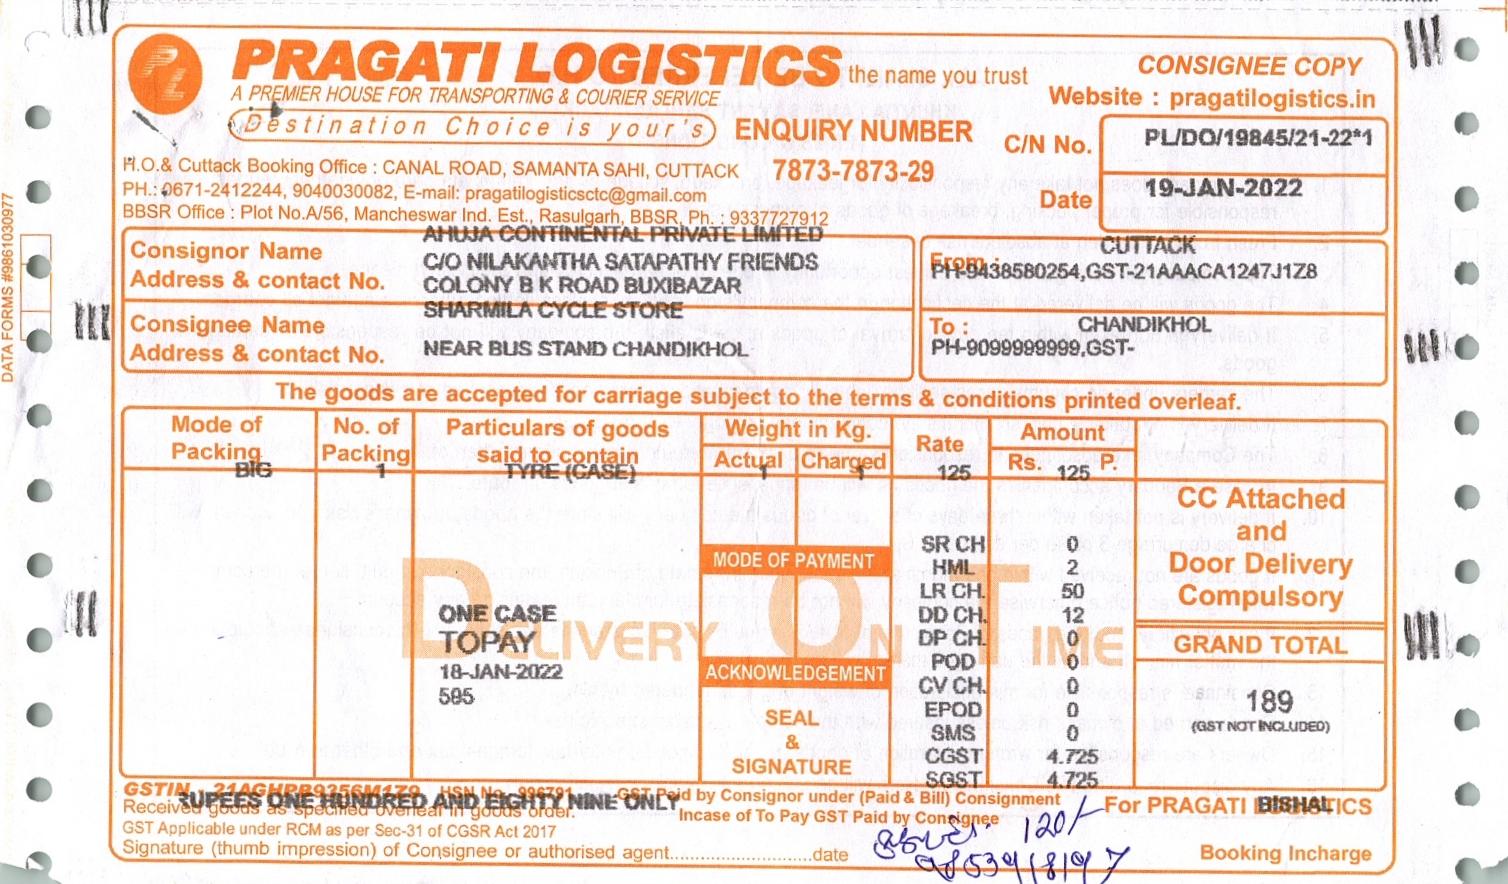 PRAGATI LOGISTICS the name you trust
CONSIGNEE COPY
A PREMIER HOUSE FOR TRANSPORTING & COURIER SERVICE
Website : pragatilogistics.in
Destination Choice is your's
ENQUIRY NUMBER
7873-7873-29
C/N No. PL/DO/19845/21-22*1
Date 19-JAN-2022
H.O.& Cuttack Booking Office : CANAL ROAD, SAMANTA SAHI, CUTTACK
PH.: 0671-2412244, 9040030082, E-mai : pragatilogisticsctc@gmail.com
BBSR Office : Plot No.A/56, Mancheswar Ind. Est., Rasulgarh, BBSR, Ph. : 9337727912
DATA FORMS #9861030977
Consignor Name
Address & contact No.
AHUJA CONTINENTAL PRIVATE LIMITED
C/O NILAKANTHA SATAPATHY FRIENDS
COLONY B K ROAD BUXIBAZAR
From : CUTTACK
PH-9438580254,GST-21AAACA1247J1Z8
Consignee Name
Address & contact No.
SHARMILA CYCLE STORE
NEAR BUS STAND CHANDIKHOL
To : CHANDIKHOL
PH-9099999999,GST-
The goods are accepted for carriage subject to the terms & conditions printed overleaf.
Mode of Packing
No. of Packing
Particulars of goods said to contain
Weight in Kg.
Actual Charged
Rate
Amount
Rs. P.
BIG 1 TYRE (CASE) 1 1 125 125
CC Attached
and
Door Delivery
Compulsory
MODE OF PAYMENT
DELIVERY ON TIME
ONE CASE
TOPAY
18-JAN-2022
595
ACKNOWLEDGEMENT
SEAL
&
SIGNATURE
SR CH 0
HML 2
LR CH. 50
DD CH. 12
DP CH. 0
POD 0
CV CH. 0
EPOD 0
SMS 0
CGST 4.725
SGST 4.725
GRAND TOTAL
189
(GST NOT INCLUDED)
GSTIN
HSN No. 996791
GST Paid by Consignor under (Paid & Bill) Consignment
Incase of To Pay GST Paid by Consignee
RUPEES ONE HUNDRED AND EIGHTY NINE ONLY
Received goods as specified overleaf in goods order.
GST Applicable under RCM as per Sec-31 of CGSR Act 2017
Signature (thumb impression) of Consignee or authorised agent..............................date
120/-
For PRAGATI LOGISTICS
BISHAL
Booking Incharge